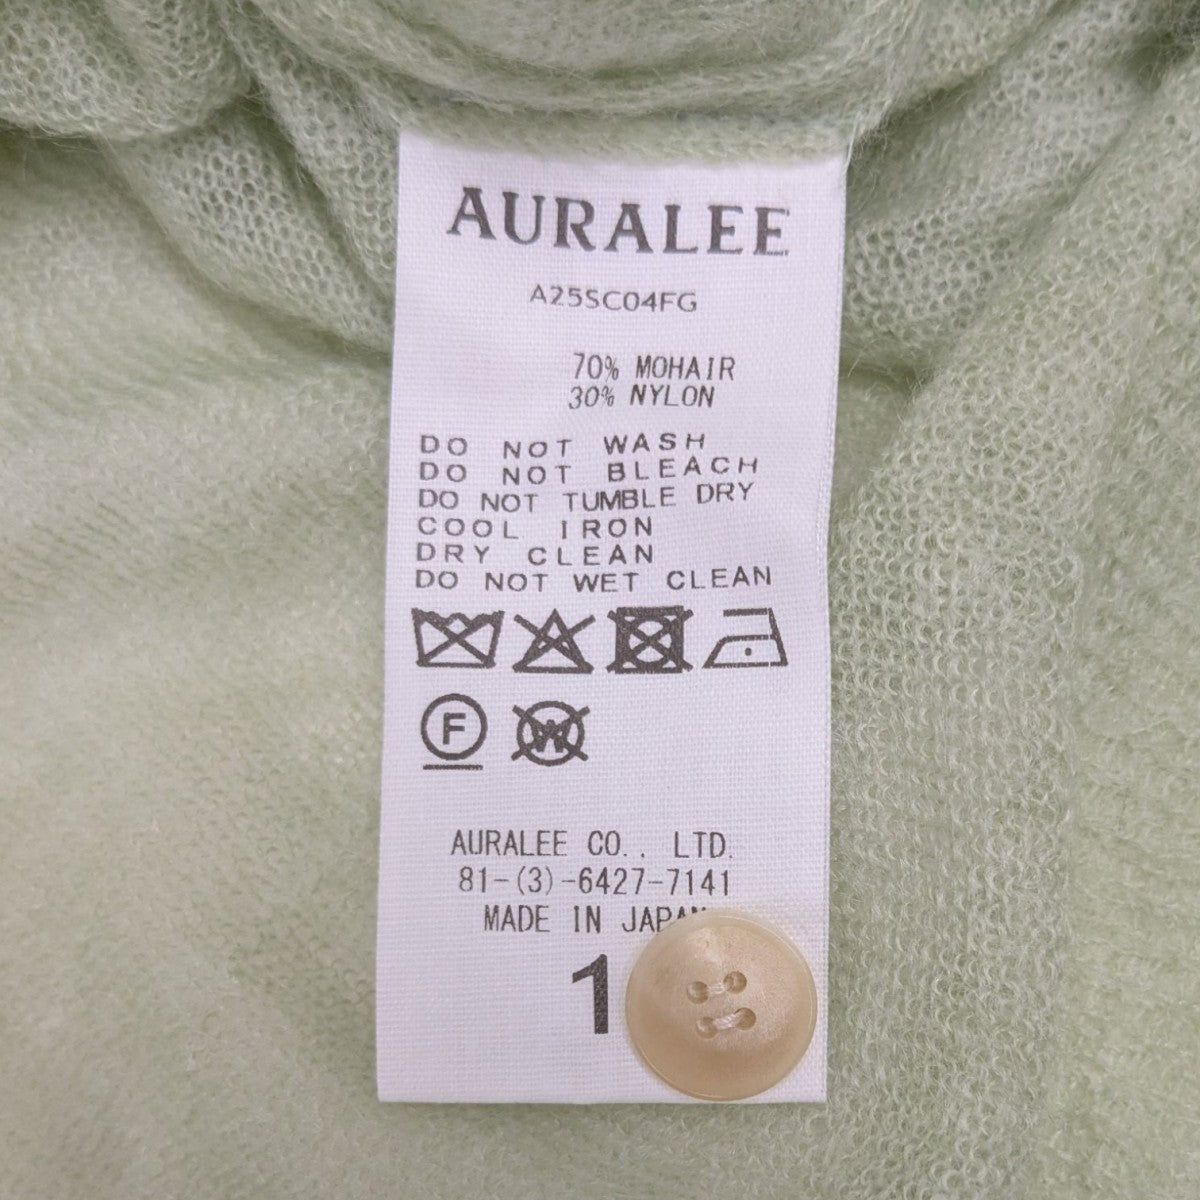 AURALEE
A25SC04FG
70% MOHAIR
30% NYLON
DO NOT WASH
DO NOT BLEACH
DO NOT TUMBLE DRY
COOL IRON
DRY CLEAN
DO NOT WET CLEAN
F W
AURALEE CO., LTD.
81-(3)-6427-7141
MADE IN JAPAN
1